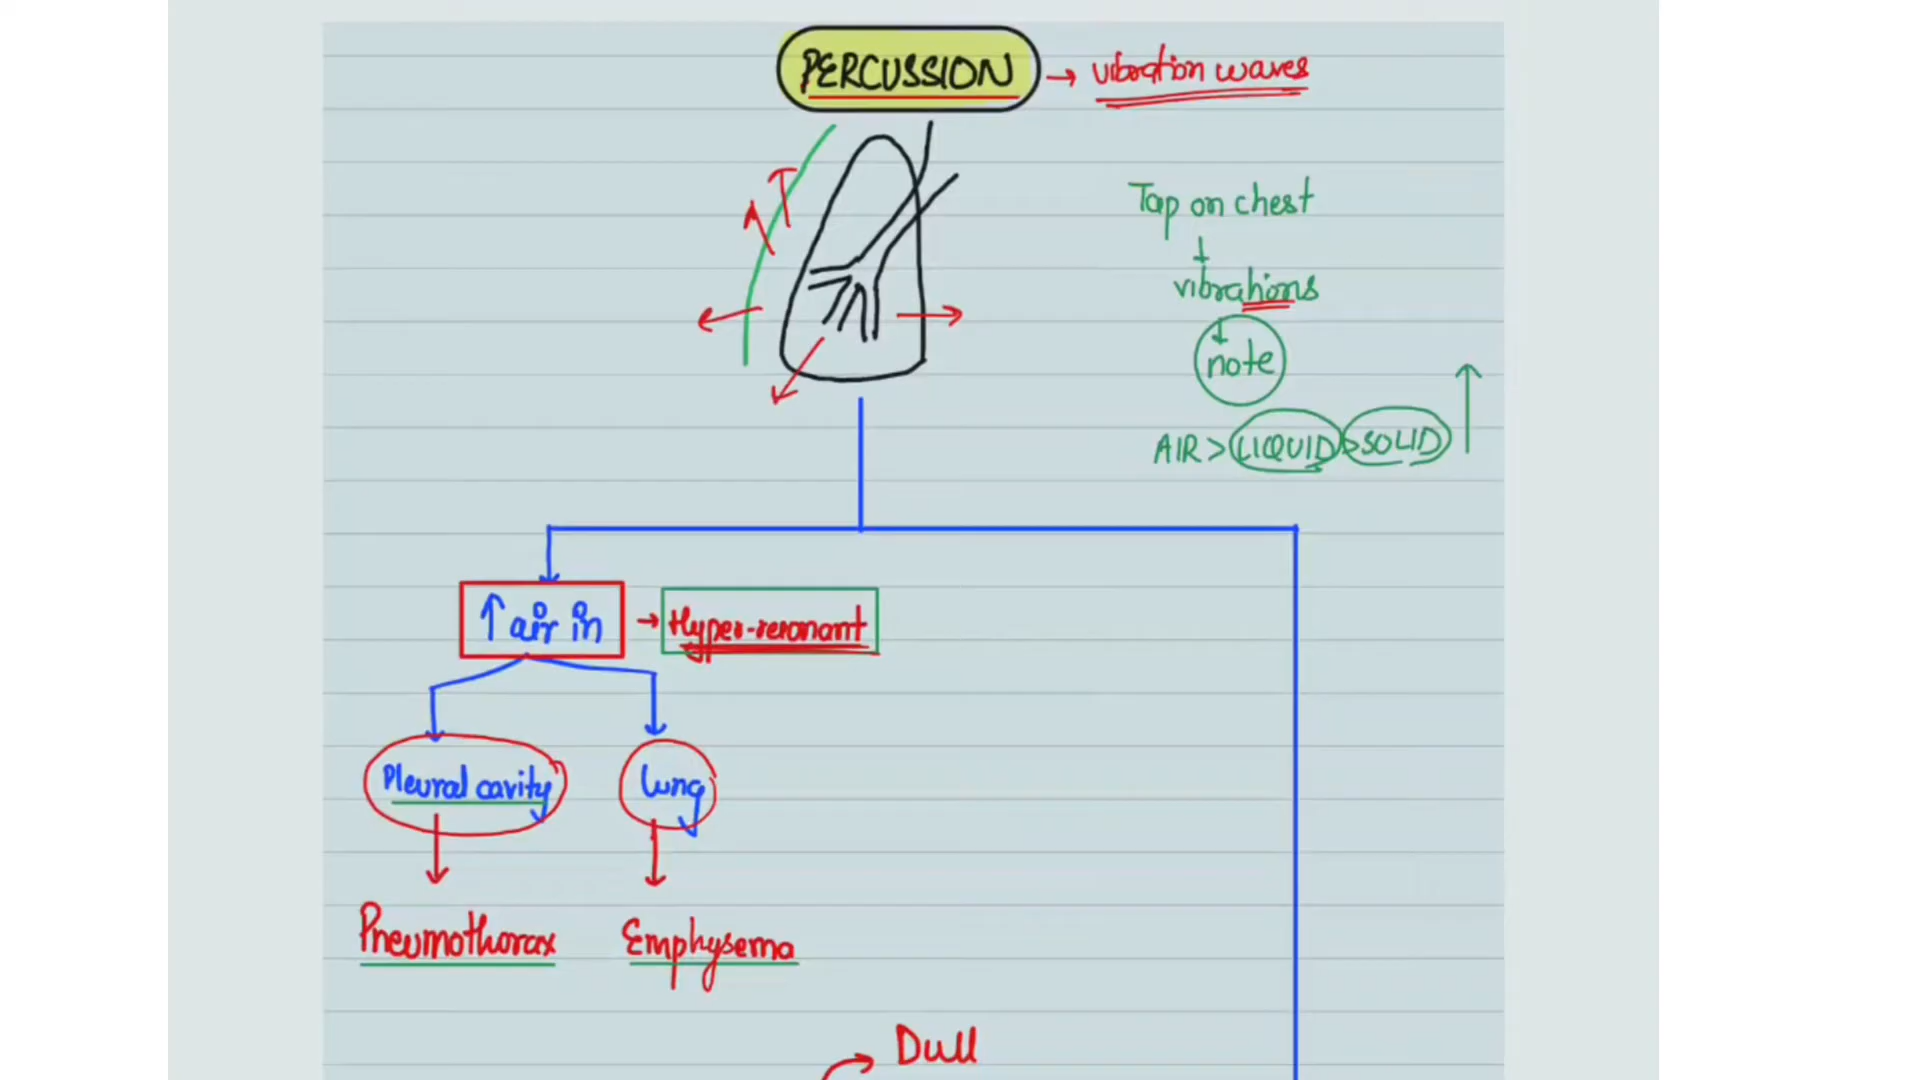 PERCUSSION → vibration waves
Tap on chest
vibrations
note
AIR > LIQUID > SOLID ↑
↑ air in → Hyper-resonant
Pleural cavity
lung
Pneumothorax
Emphysema
Dull